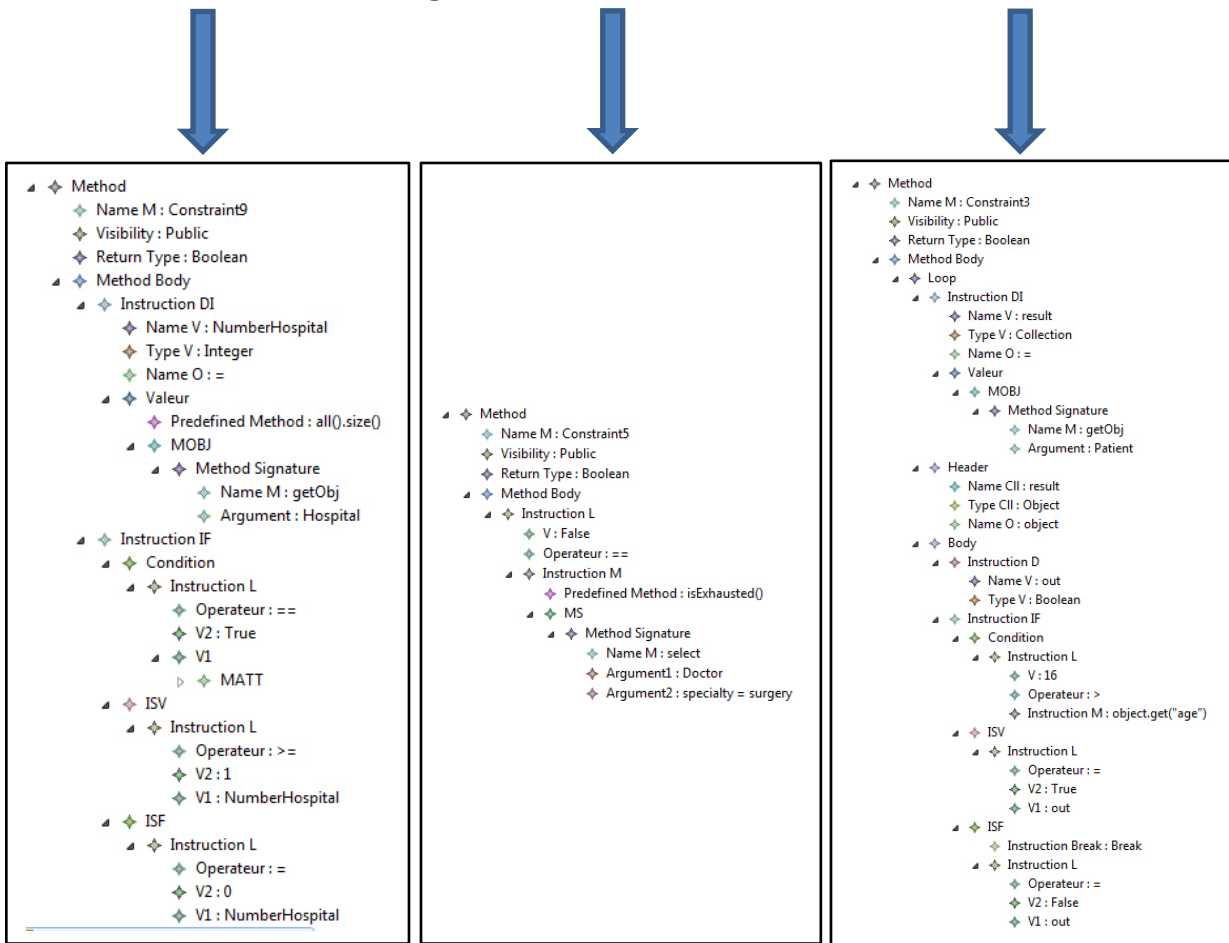 Method
Name M : Constraint9
Visibility : Public
Return Type : Boolean
Method Body
Instruction DI
Name V : NumberHospital
Type V : Integer
Name O : =
Valeur
Predefined Method : all().size()
MOBJ
Method Signature
Name M : getObj
Argument : Hospital
Instruction IF
Condition
Instruction L
Operateur : ==
V2 : True
V1
MATT
ISV
Instruction L
Operateur : >=
V2 : 1
V1 : NumberHospital
ISF
Instruction L
Operateur : =
V2 : 0
V1 : NumberHospital
Method
Name M : Constraint5
Visibility : Public
Return Type : Boolean
Method Body
Instruction L
V : False
Operateur : ==
Instruction M
Predefined Method : isExhausted()
MS
Method Signature
Name M : select
Argument1 : Doctor
Argument2 : specialty = surgery
Method
Name M : Constraint3
Visibility : Public
Return Type : Boolean
Method Body
Loop
Instruction DI
Name V : result
Type V : Collection
Name O : =
Valeur
MOBJ
Method Signature
Name M : getObj
Argument : Patient
Header
Name Cll : result
Type Cll : Object
Name O : object
Body
Instruction D
Name V : out
Type V : Boolean
Instruction IF
Condition
Instruction L
V : 16
Operateur : >
Instruction M : object.get("age")
ISV
Instruction L
Operateur : =
V2 : True
V1 : out
ISF
Instruction Break : Break
Instruction L
Operateur : =
V2 : False
V1 : out